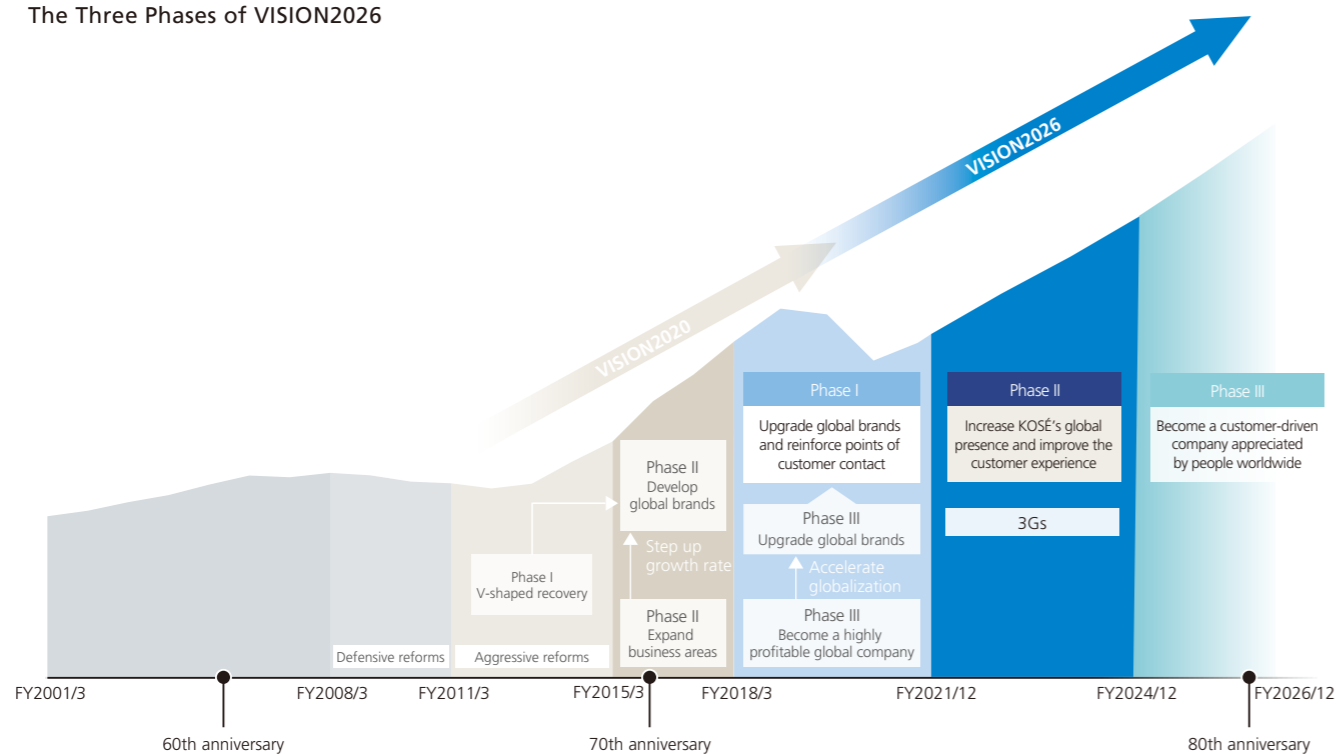 The Three Phases of VISION2026
VISION2026
VISION2020
Phase I
Upgrade global brands
and reinforce points of
customer contact
Phase II
Increase KOSÉ’s global
presence and improve the
customer experience
Phase III
Become a customer-driven
company appreciated
by people worldwide
Phase II
Develop
global brands
Phase III
Upgrade global brands
3Gs
Step up
growth rate
Accelerate
globalization
Phase I
V-shaped recovery
Phase II
Expand
business areas
Phase III
Become a highly
profitable global company
Defensive reforms
Aggressive reforms
FY2001/3
FY2008/3
FY2011/3
FY2015/3
FY2018/3
FY2021/12
FY2024/12
FY2026/12
60th anniversary
70th anniversary
80th anniversary